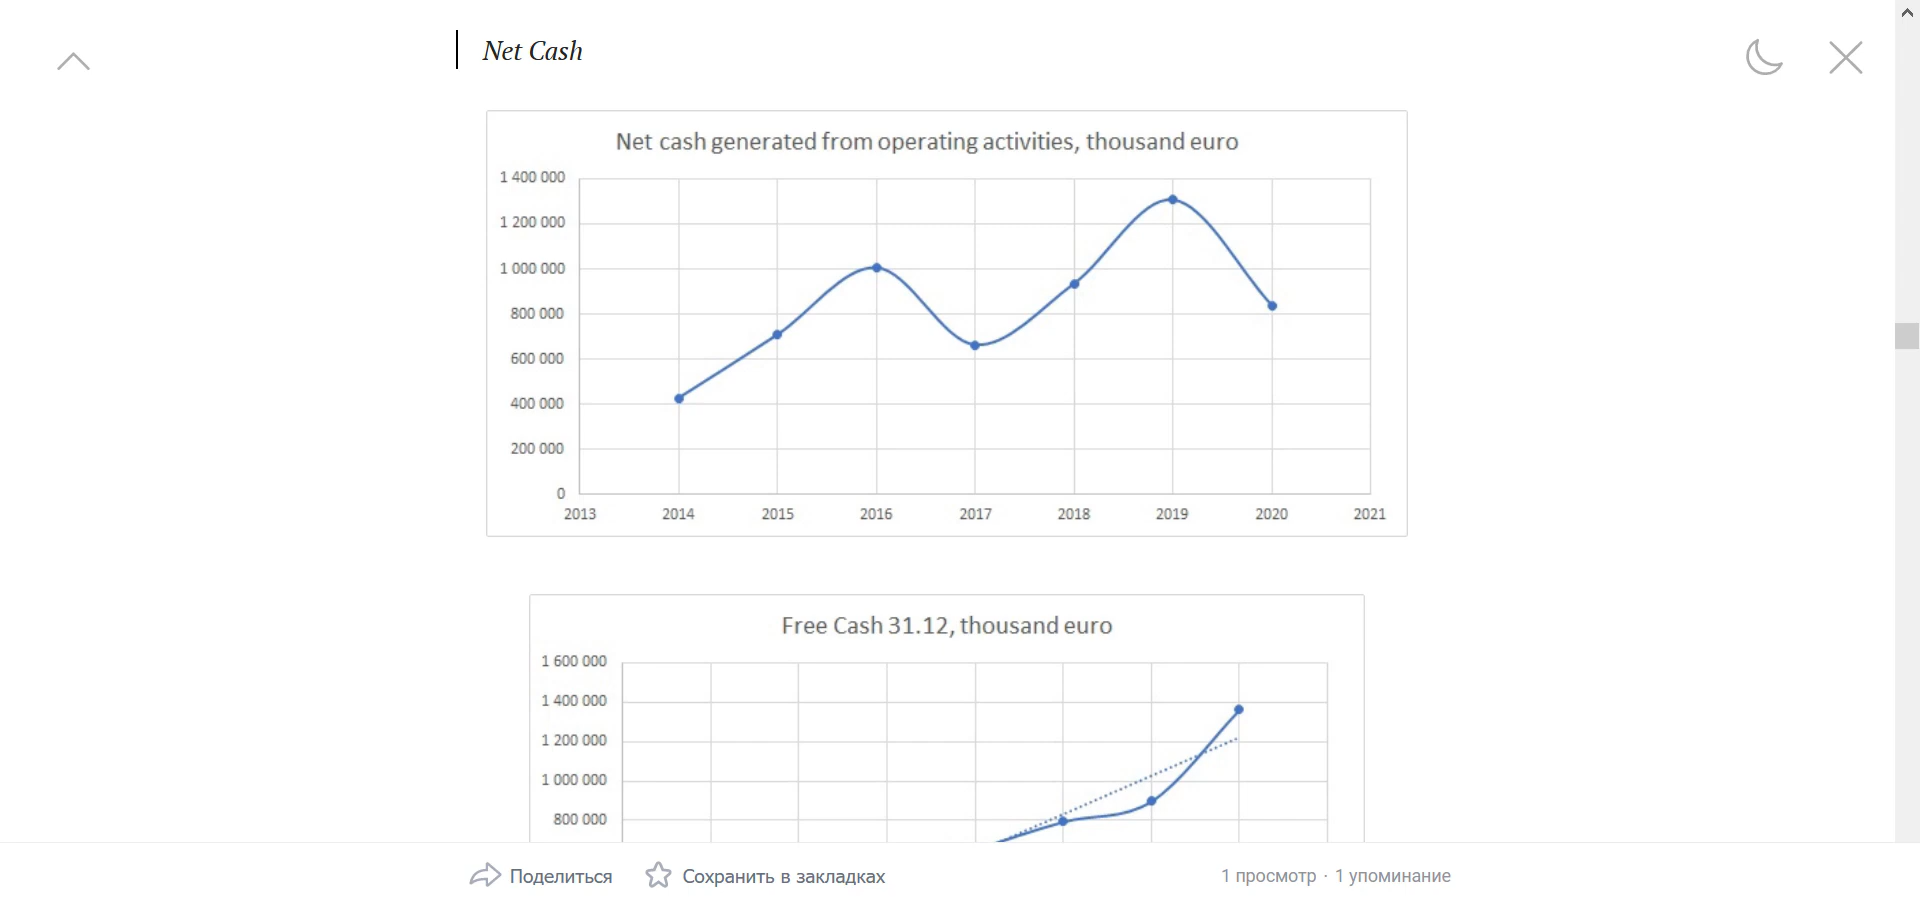 Net Cash
Net cash generated from operating activities, thousand euro
1 400 000
1 200 000
1 000 000
800 000
600 000
400 000
200 000
0
2013 2014 2015 2016 2017 2018 2019 2020 2021
Free Cash 31.12, thousand euro
1 600 000
1 400 000
1 200 000
1 000 000
800 000
Поделиться Сохранить в закладках 1 просмотр · 1 упоминание